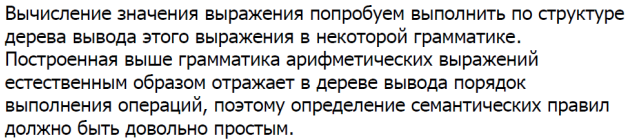 Вычисление значения выражения попробуем выполнить по структуре
дерева вывода этого выражения в некоторой грамматике.
Построенная выше грамматика арифметических выражений
естественным образом отражает в дереве вывода порядок
выполнения операций, поэтому определение семантических правил
должно быть довольно простым.